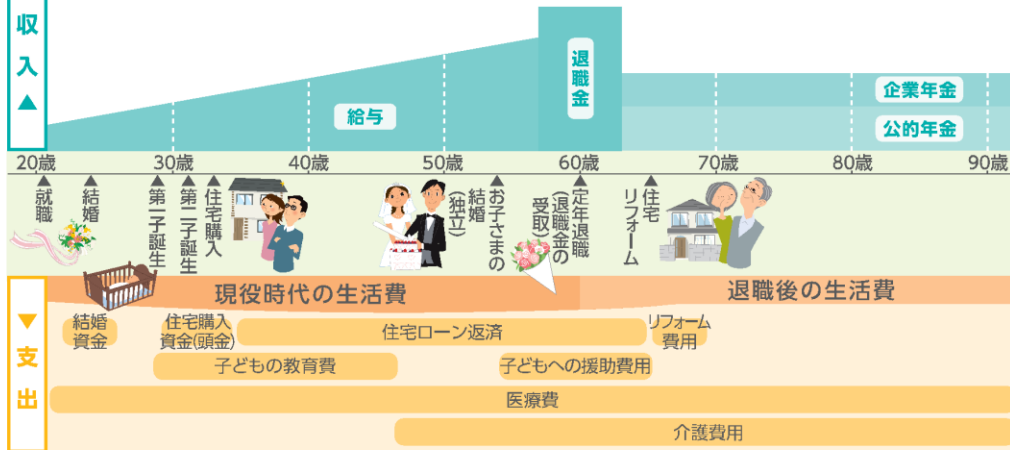 収入▲
給与
退職金
企業年金
公的年金
20歳
30歳
40歳
50歳
60歳
70歳
80歳
90歳
▲就職
▲結婚
▲第一子誕生
▲第二子誕生
▲住宅購入
▲お子さまの
結婚
(独立)
▲定年退職
(退職金の
受取)
▲住宅
リフォーム
▼支出
現役時代の生活費
退職後の生活費
結婚
資金
住宅購入
資金(頭金)
住宅ローン返済
リフォーム
費用
子どもの教育費
子どもへの援助費用
医療費
介護費用